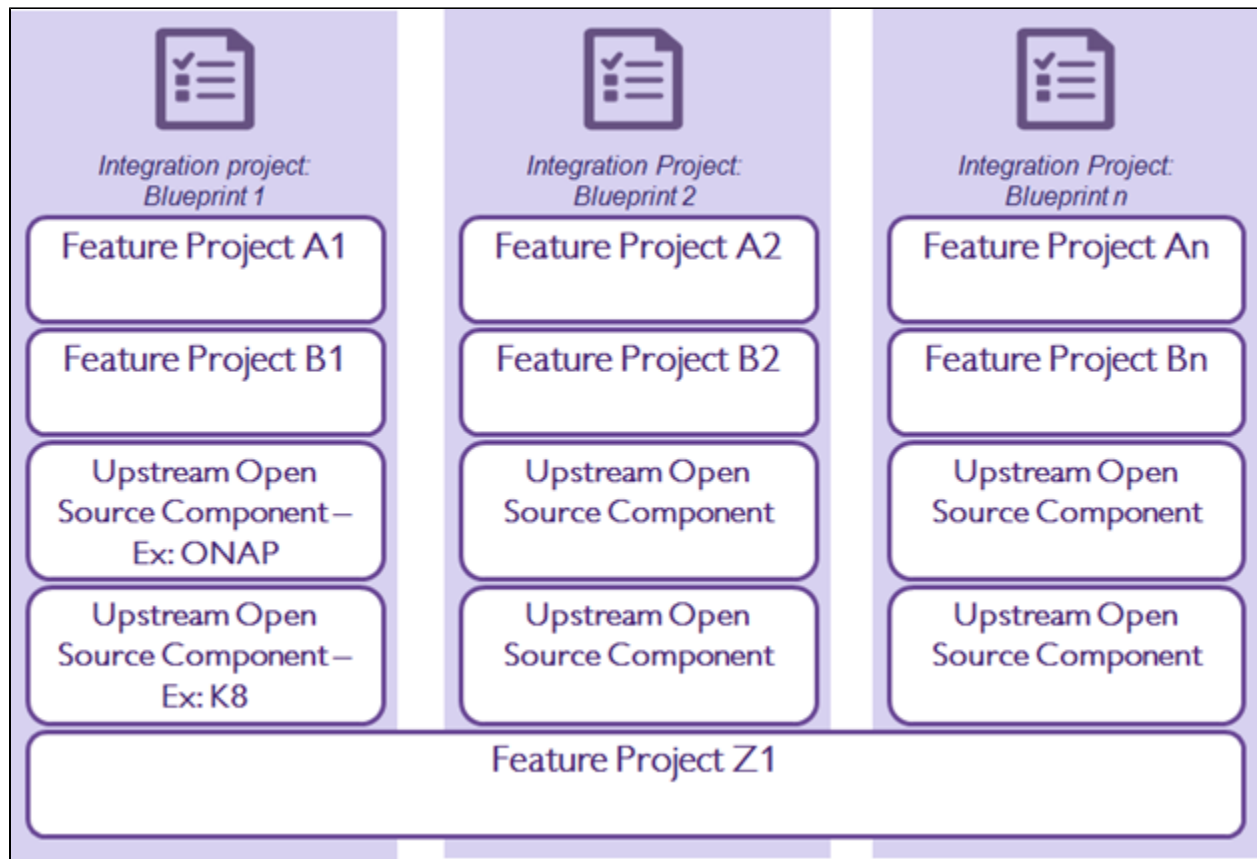 Integration project:
Blueprint 1
Feature Project A1
Feature Project B1
Upstream Open
Source Component –
Ex: ONAP
Upstream Open
Source Component –
Ex: K8
Integration Project:
Blueprint 2
Feature Project A2
Feature Project B2
Upstream Open
Source Component
Upstream Open
Source Component
Integration Project:
Blueprint n
Feature Project An
Feature Project Bn
Upstream Open
Source Component
Upstream Open
Source Component
Feature Project Z1